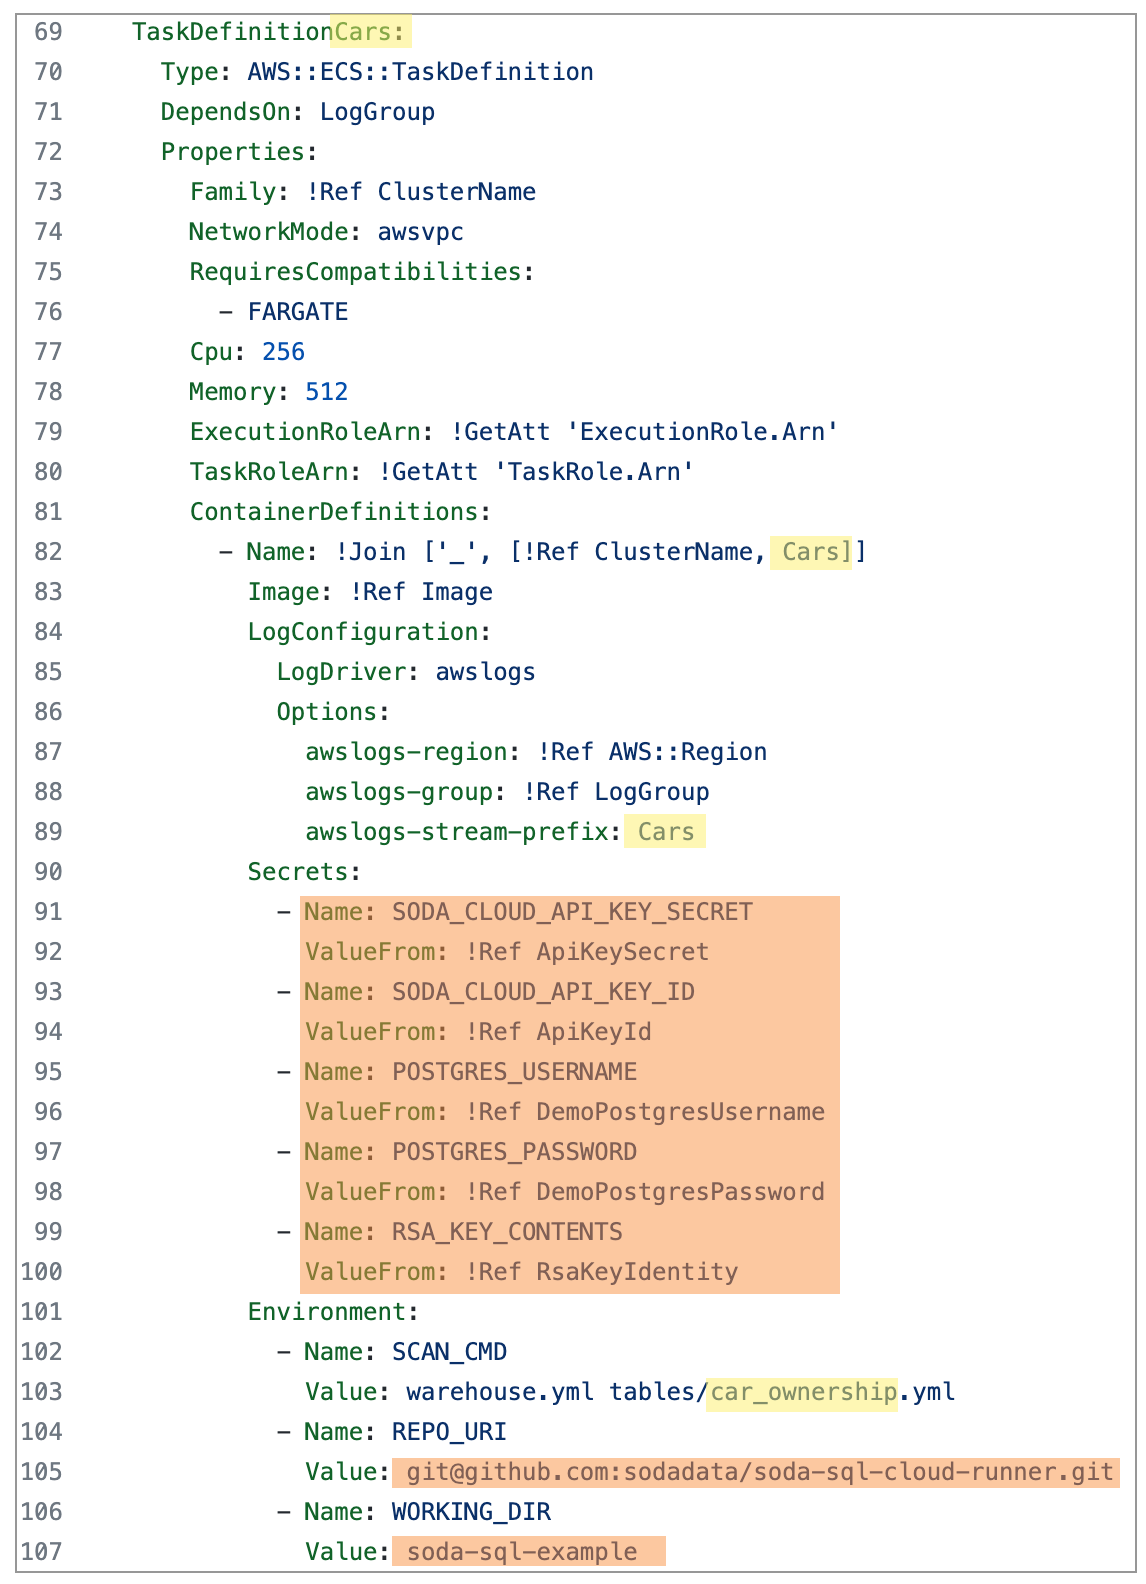 69 TaskDefinitionCars:
70 Type: AWS::ECS::TaskDefinition
71 DependsOn: LogGroup
72 Properties:
73 Family: !Ref ClusterName
74 NetworkMode: awsvpc
75 RequiresCompatibilities:
76 - FARGATE
77 Cpu: 256
78 Memory: 512
79 ExecutionRoleArn: !GetAtt 'ExecutionRole.Arn'
80 TaskRoleArn: !GetAtt 'TaskRole.Arn'
81 ContainerDefinitions:
82 - Name: !Join ['_', [!Ref ClusterName, Cars]]
83 Image: !Ref Image
84 LogConfiguration:
85 LogDriver: awslogs
86 Options:
87 awslogs-region: !Ref AWS::Region
88 awslogs-group: !Ref LogGroup
89 awslogs-stream-prefix: Cars
90 Secrets:
91 - Name: SODA_CLOUD_API_KEY_SECRET
92 ValueFrom: !Ref ApiKeySecret
93 - Name: SODA_CLOUD_API_KEY_ID
94 ValueFrom: !Ref ApiKeyId
95 - Name: POSTGRES_USERNAME
96 ValueFrom: !Ref DemoPostgresUsername
97 - Name: POSTGRES_PASSWORD
98 ValueFrom: !Ref DemoPostgresPassword
99 - Name: RSA_KEY_CONTENTS
100 ValueFrom: !Ref RsaKeyIdentity
101 Environment:
102 - Name: SCAN_CMD
103 Value: warehouse.yml tables/car_ownership.yml
104 - Name: REPO_URI
105 Value: git@github.com:sodadata/soda-sql-cloud-runner.git
106 - Name: WORKING_DIR
107 Value: soda-sql-example